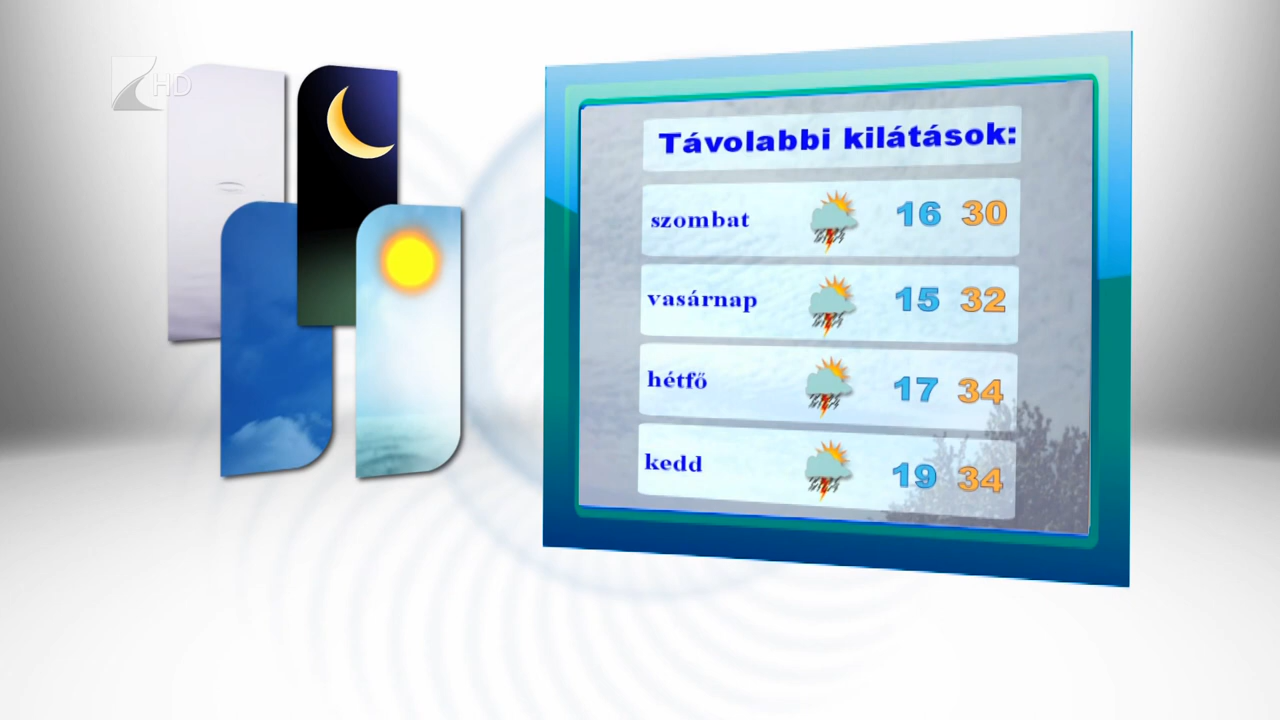 HD
Távolabbi kilátások:
szombat 16 30
vasárnap 15 32
hétfő 17 34
kedd 19 34